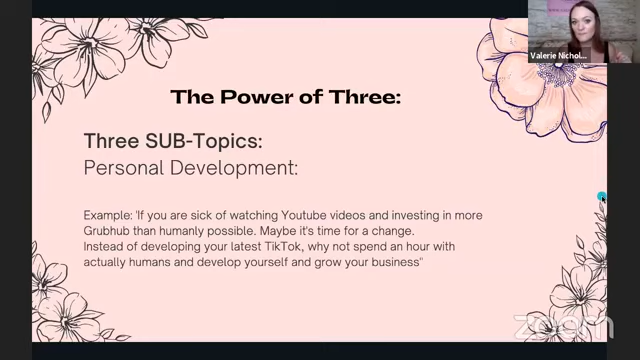 Valerie Nichol...
The Power of Three:
Three SUB-Topics:
Personal Development:
Example: 'If you are sick of watching Youtube videos and investing in more
Grubhub than humanly possible. Maybe it's time for a change.
Instead of developing your latest TikTok, why not spend an hour with
actually humans and develop yourself and grow your business"
zoom